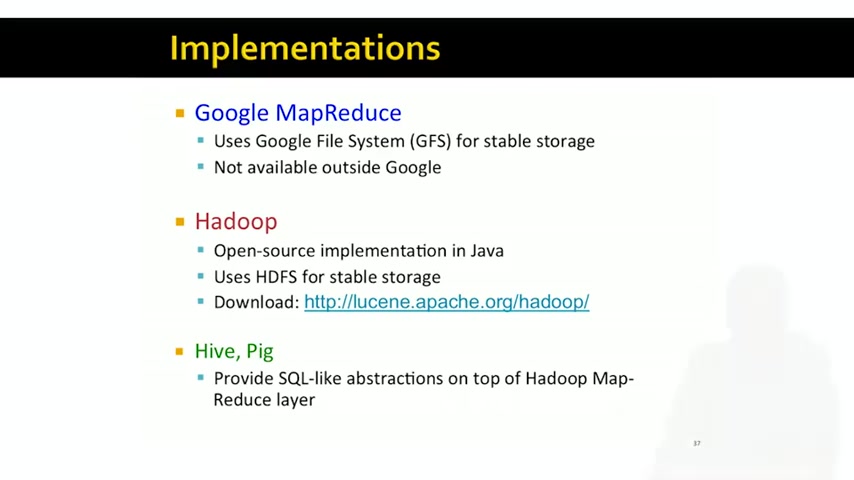 Implementations
Google MapReduce
Uses Google File System (GFS) for stable storage
Not available outside Google
Hadoop
Open-source implementation in Java
Uses HDFS for stable storage
Download: http://lucene.apache.org/hadoop/
Hive, Pig
Provide SQL-like abstractions on top of Hadoop Map-
Reduce layer
37